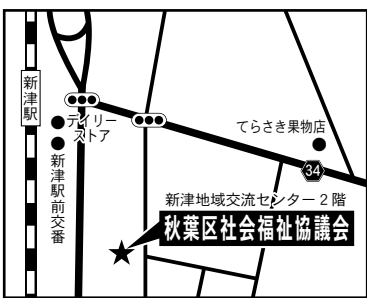 新津駅
デイリー
ストア
新津駅前交番
てらさき果物店
34
新津地域交流センター2階
秋葉区社会福祉協議会